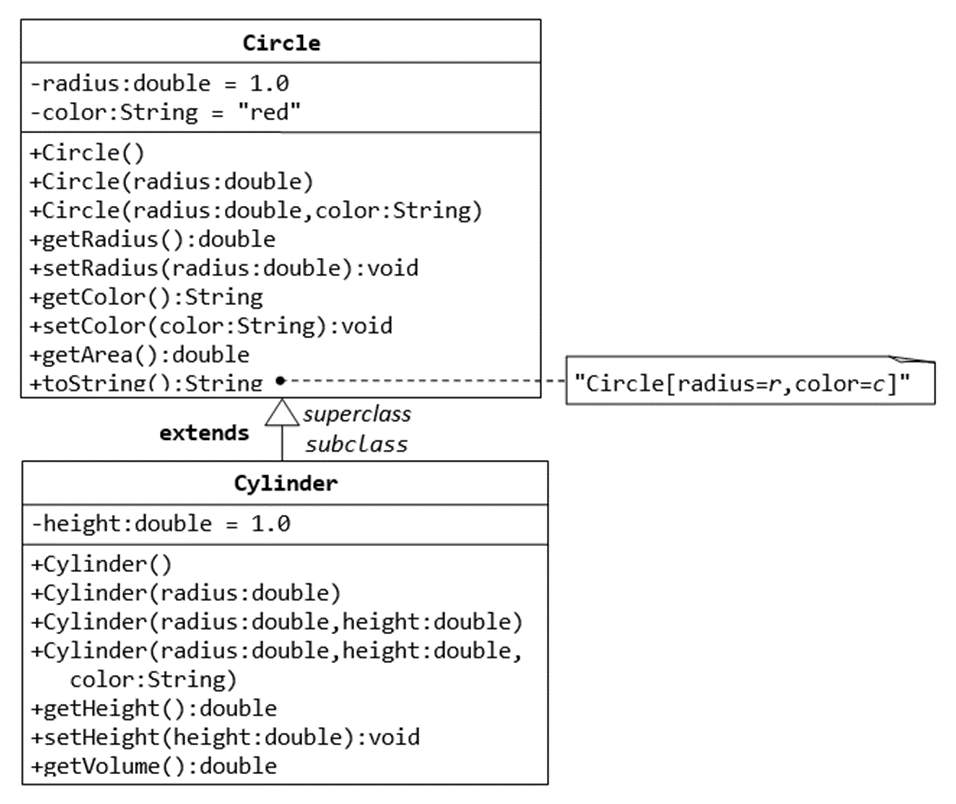 Circle
-radius:double = 1.0
-color:String = "red"
+Circle()
+Circle(radius:double)
+Circle(radius:double,color:String)
+getRadius():double
+setRadius(radius:double):void
+getColor():String
+setColor(color:String):void
+getArea():double
+toString():String
"Circle[radius=r,color=c]"
superclass
extends
subclass
Cylinder
-height:double = 1.0
+Cylinder()
+Cylinder(radius:double)
+Cylinder(radius:double,height:double)
+Cylinder(radius:double,height:double,
color:String)
+getHeight():double
+setHeight(height:double):void
+getVolume():double